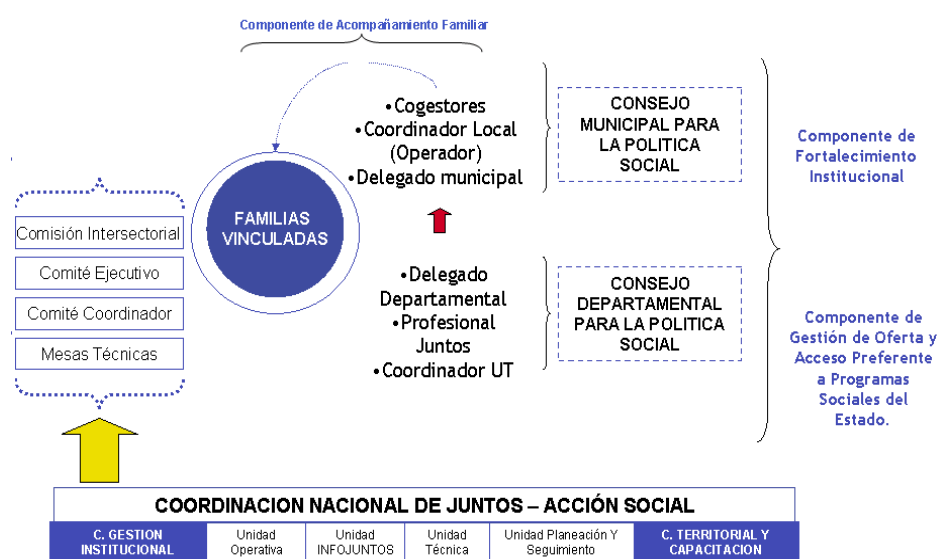 Componente de Acompañamiento Familiar
•Cogestores
•Coordinador Local
(Operador)
•Delegado municipal
CONSEJO
MUNICIPAL PARA
LA POLITICA
SOCIAL
Componente de
Fortalecimiento
Institucional
FAMILIAS
VINCULADAS
Comisión Intersectorial
Comité Ejecutivo
Comité Coordinador
Mesas Técnicas
•Delegado
Departamental
•Profesional
Juntos
•Coordinador UT
CONSEJO
DEPARTAMENTAL
PARA LA POLITICA
SOCIAL
Componente de
Gestión de Oferta y
Acceso Preferente
a Programas
Sociales del
Estado.
COORDINACION NACIONAL DE JUNTOS – ACCIÓN SOCIAL
C. GESTION
INSTITUCIONAL
Unidad
Operativa
Unidad
INFOJUNTOS
Unidad
Técnica
Unidad Planeación Y
Seguimiento
C. TERRITORIAL Y
CAPACITACION